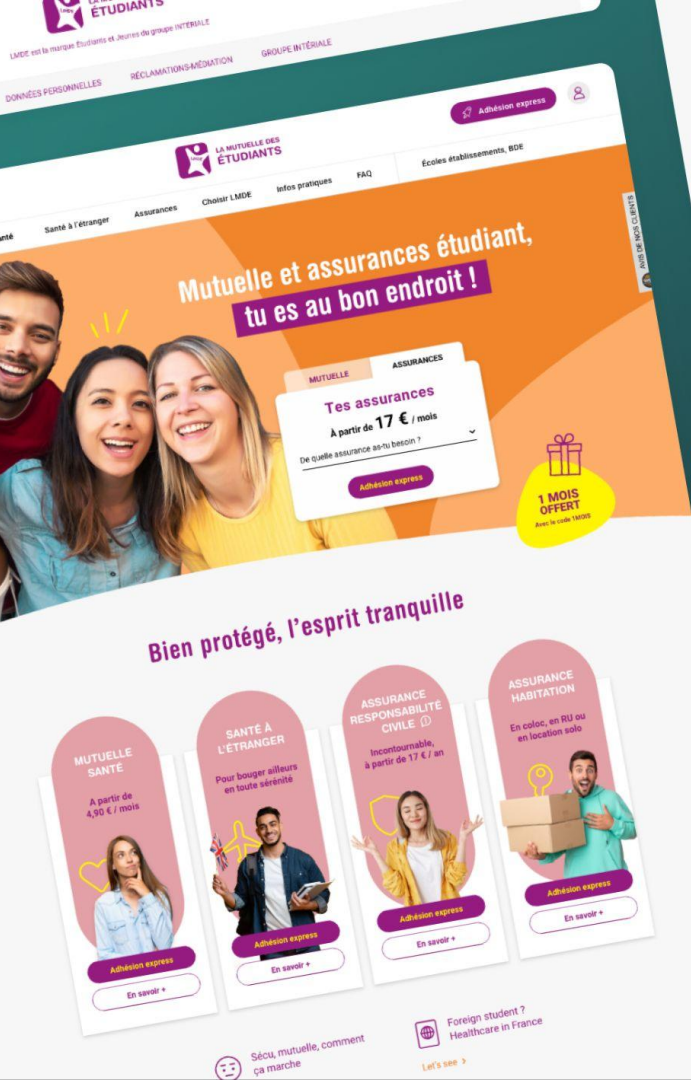 ÉTUDIANTS
LMDE est la marque Étudiants et Jeunes du groupe INTÉRIALE
DONNÉES PERSONNELLES
RÉCLAMATIONS-MÉDIATION
GROUPE INTÉRIALE
LMDE
LA MUTUELLE DES
ÉTUDIANTS
Adhésion express
Santé à l'étranger
Assurances
Choisir LMDE
Infos pratiques
FAQ
Écoles établissements, BDE
AVIS DE NOS CLIENTS
Mutuelle et assurances étudiant,
tu es au bon endroit !
MUTUELLE
ASSURANCES
Tes assurances
À partir de 17 € / mois
De quelle assurance as-tu besoin ?
Adhésion express
1 MOIS
OFFERT
Avec le code 1MOIS
Bien protégé, l'esprit tranquille
MUTUELLE
SANTÉ
A partir de
4,90 € / mois
Adhésion express
En savoir +
SANTÉ À
L'ÉTRANGER
Pour bouger ailleurs
en toute sérénité
Adhésion express
En savoir +
ASSURANCE
RESPONSABILITÉ
CIVILE
Incontournable,
à partir de 17 € / an
Adhésion express
En savoir +
ASSURANCE
HABITATION
En coloc, en RU ou
en location solo
Adhésion express
En savoir +
Sécu, mutuelle, comment
ça marche
Foreign student ?
Healthcare in France
Let's see >